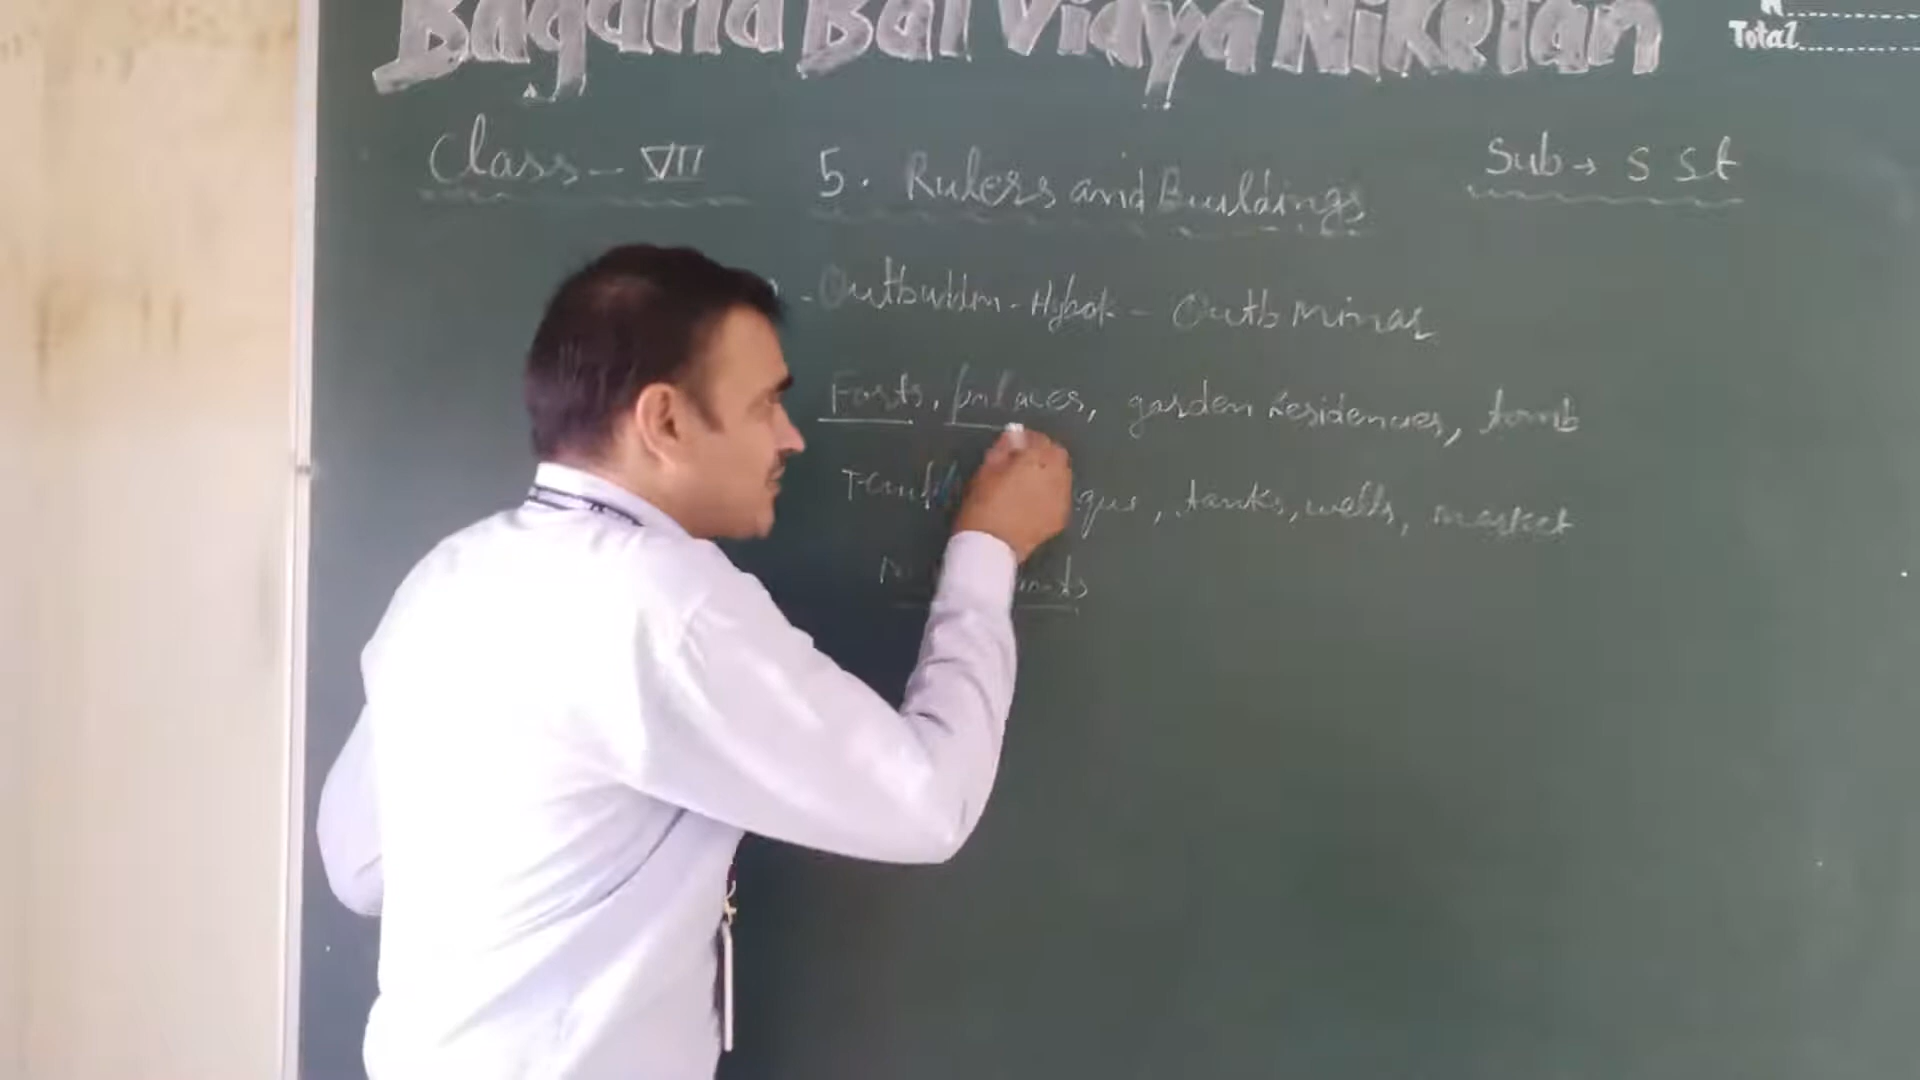 Bagaria Bal Vidya Niketan
Total
Class - VII
5. Rulers and Buildings
Sub → S St
- Qutbuddin - Aybak - Qutb Minar
Forts, palaces, garden residencies, tomb
tanks, wells, market